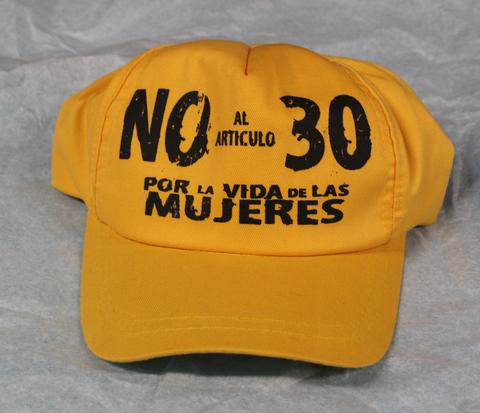 NO AL ARTICULO 30
POR LA VIDA DE LAS
MUJERES